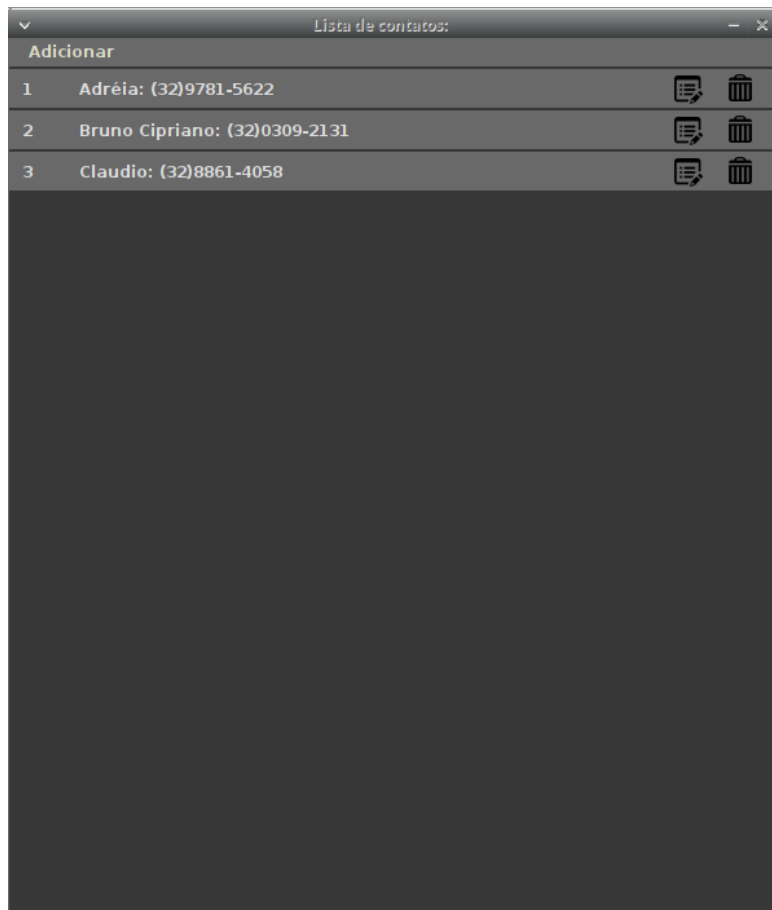 Lista de contatos:
Adicionar
1 Adréia: (32)9781-5622
2 Bruno Cipriano: (32)0309-2131
3 Claudio: (32)8861-4058